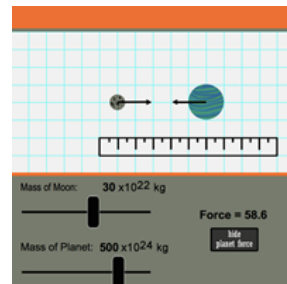 Mass of Moon: 30 x10²² kg
Force = 58.6
hide
planet force
Mass of Planet: 500 x10²⁴ kg